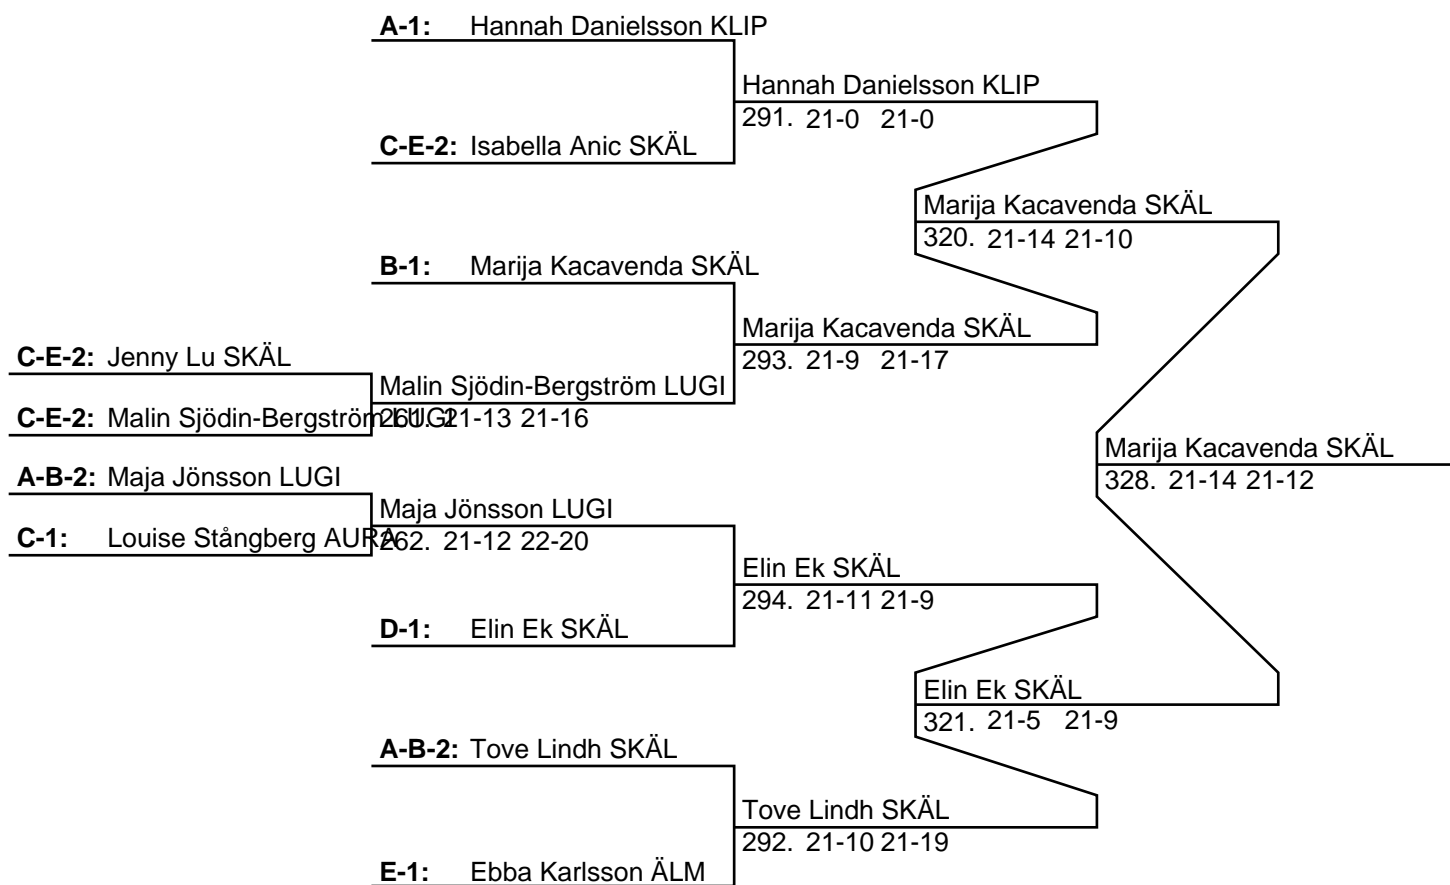 A-1: Hannah Danielsson KLIP
Hannah Danielsson KLIP
291. 21-0 21-0
C-E-2: Isabella Anic SKÄL
Marija Kacavenda SKÄL
320. 21-14 21-10
B-1: Marija Kacavenda SKÄL
Marija Kacavenda SKÄL
293. 21-9 21-17
C-E-2: Jenny Lu SKÄL
Malin Sjödin-Bergström LUGI
C-E-2: Malin Sjödin-Bergström LUGI
261. 21-13 21-16
Marija Kacavenda SKÄL
328. 21-14 21-12
A-B-2: Maja Jönsson LUGI
Maja Jönsson LUGI
C-1: Louise Stångberg AURA
262. 21-12 22-20
Elin Ek SKÄL
294. 21-11 21-9
D-1: Elin Ek SKÄL
Elin Ek SKÄL
321. 21-5 21-9
A-B-2: Tove Lindh SKÄL
Tove Lindh SKÄL
292. 21-10 21-19
E-1: Ebba Karlsson ÄLM